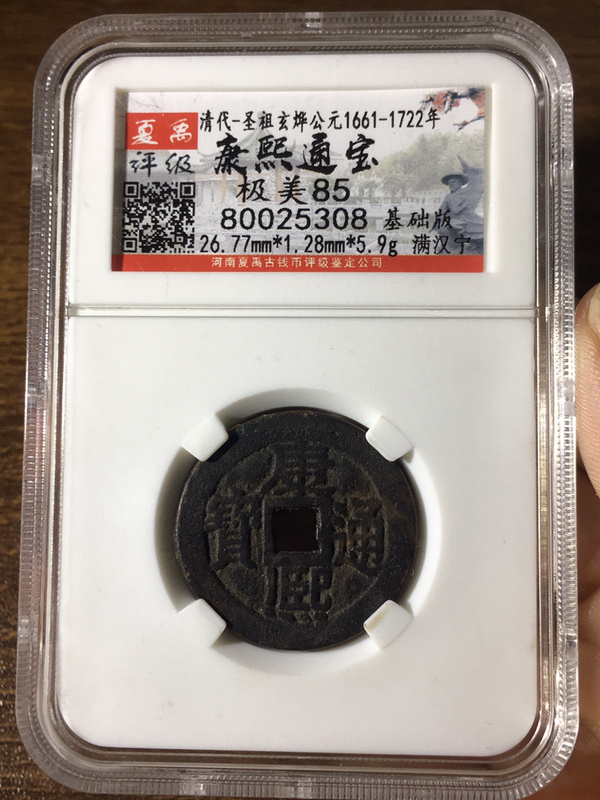 夏禹
评级
清代-圣祖玄烨公元1661-1722年
康熙通宝
极美85
80025308 基础版
26.77mm*1.28mm*5.9g 满汉宁
河南夏禹古钱币评级鉴定公司
康熙通寶